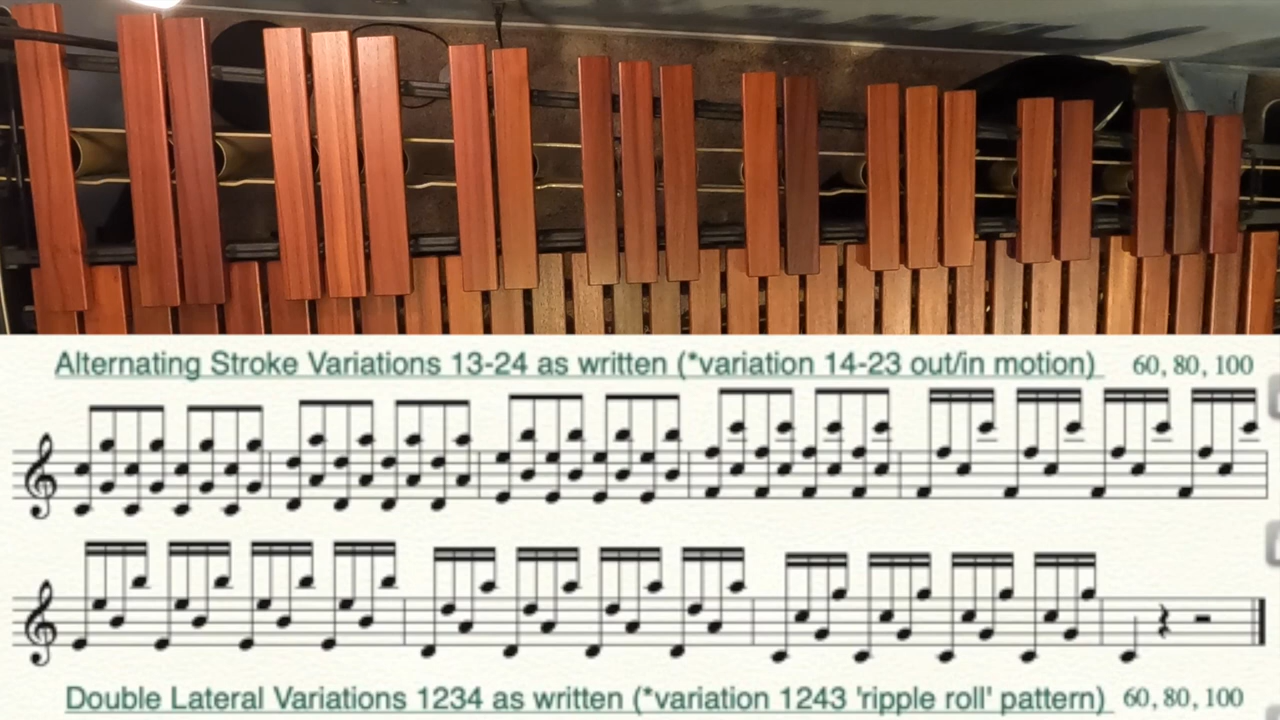 Alternating Stroke Variations 13-24 as written (*variation 14-23 out/in motion) 60, 80, 100
Double Lateral Variations 1234 as written (*variation 1243 'ripple roll' pattern) 60, 80, 100